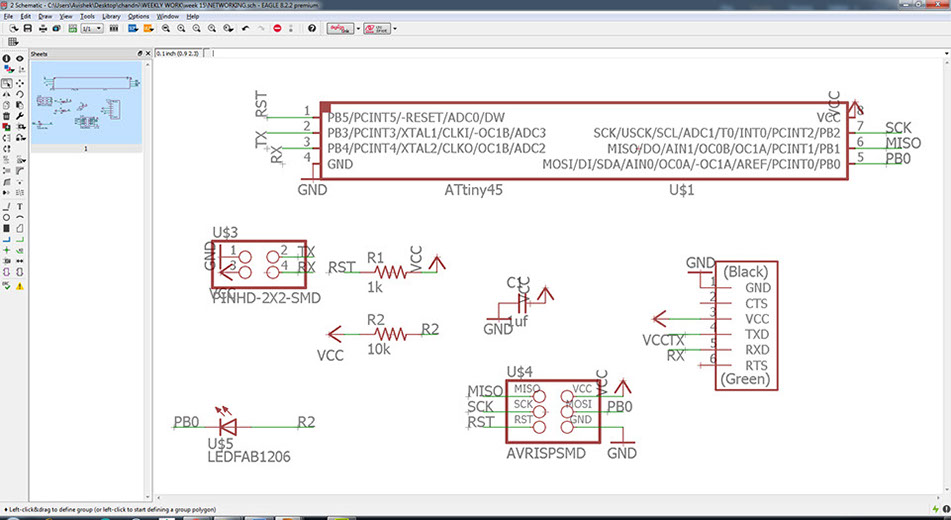 2 Schematic - C:\Users\Avishek\Desktop\chandni\WEEKLY WORK\week 15\NETWORKING.sch - EAGLE 8.2.2 premium
File Edit Draw View Tools Library Options Window Help
1/1
Sheets
0.1 inch (0.9 2.3)
1
RST
TX
RX
1
2
3
4
GND
PB5/PCINT5/-RESET/ADC0/DW
PB3/PCINT3/XTAL1/CLKI/-OC1B/ADC3
PB4/PCINT4/XTAL2/CLKO/OC1B/ADC2
GND
VCC
SCK/USCK/SCL/ADC1/T0/INT0/PCINT2/PB2
MISO/DO/AIN1/OC0B/OC1A/PCINT1/PB1
MOSI/DI/SDA/AIN0/OC0A/-OC1A/AREF/PCINT0/PB0
VCC
8
7
6
5
SCK
MISO
PB0
ATtiny45
U$1
U$3
GND
1
2
3
4
TX
RX
VCC
PINHD-2X2-SMD
RST
R1
1k
VCC
R2
10k
VCC
R2
C1
VCC
GND
1uf
GND
1
2
3
4
5
6
VCC
TX
RX
(Black)
GND
CTS
VCC
TXD
RXD
RTS
(Green)
U$4
MISO
SCK
RST
MISO
SCK
RST
VCC
MOSI
GND
VCC
PB0
GND
AVRISPSMD
PB0
R2
U$5
LEDFAB1206
Left-click&drag to define group (or left-click to start defining a group polygon)